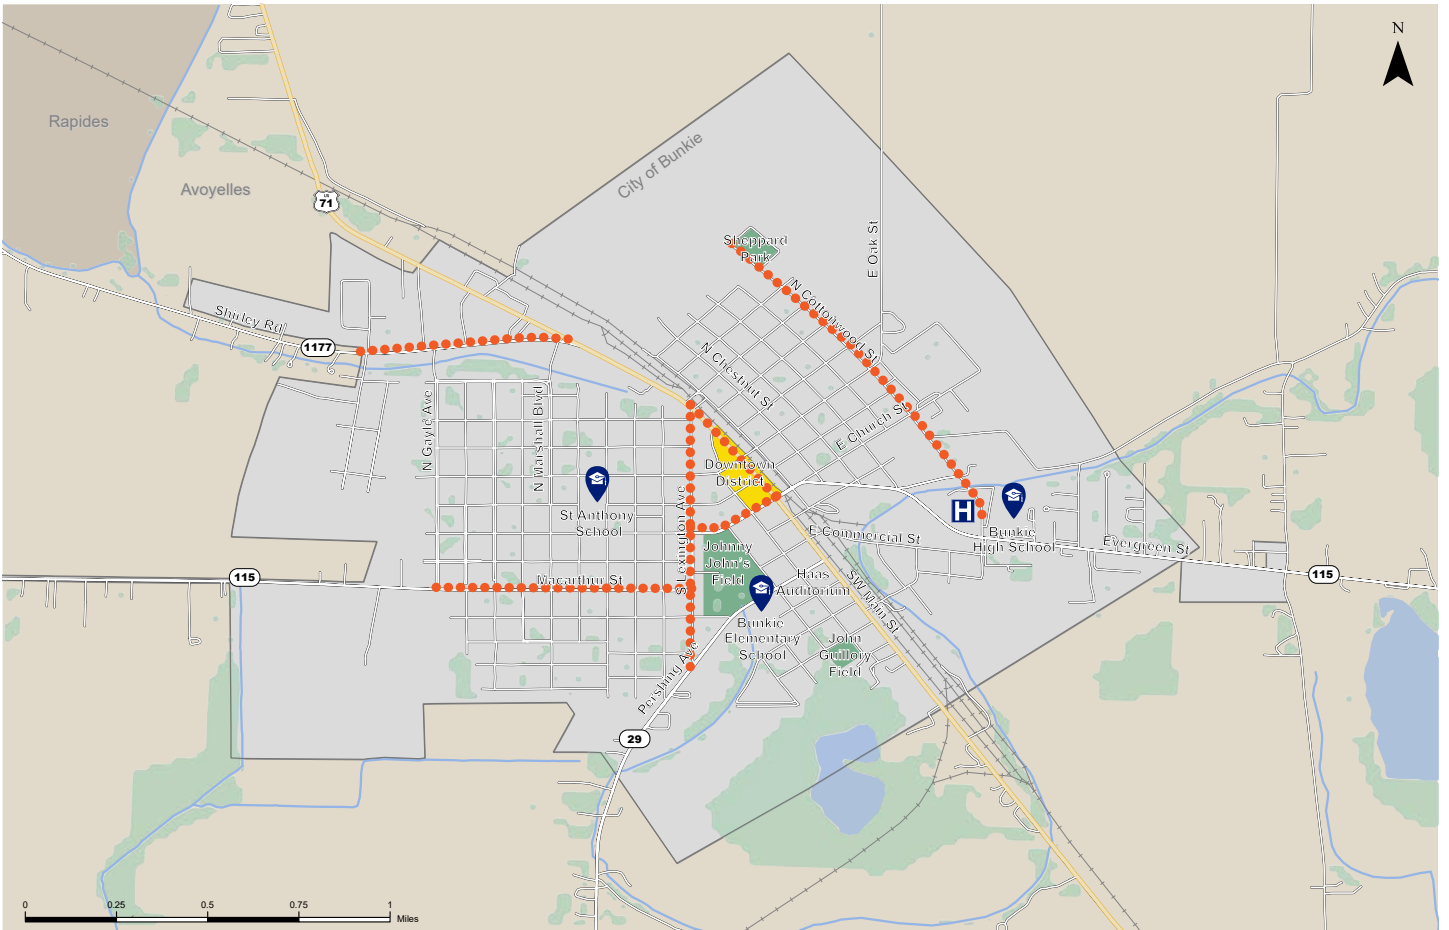 N
Rapides
City of Bunkie
Avoyelles
US
71
Sheppard
Park
E Oak St
N Cottonwood St
Shirley Rd
1177
N Chestnut St
N Gayle Ave
N Marshall Blvd
E Church St
Downtown
District
St Anthony
School
S Lexington Ave
H
Bunkie
High School
E Commercial St
Evergreen St
Johnny
John's
Field
115
Macarthur St
Haas
Auditorium
115
SW Main St
Bunkie
Elementary
School
John
Guillory
Field
Pershing Ave
29
0 0.25 0.5 0.75 1
Miles